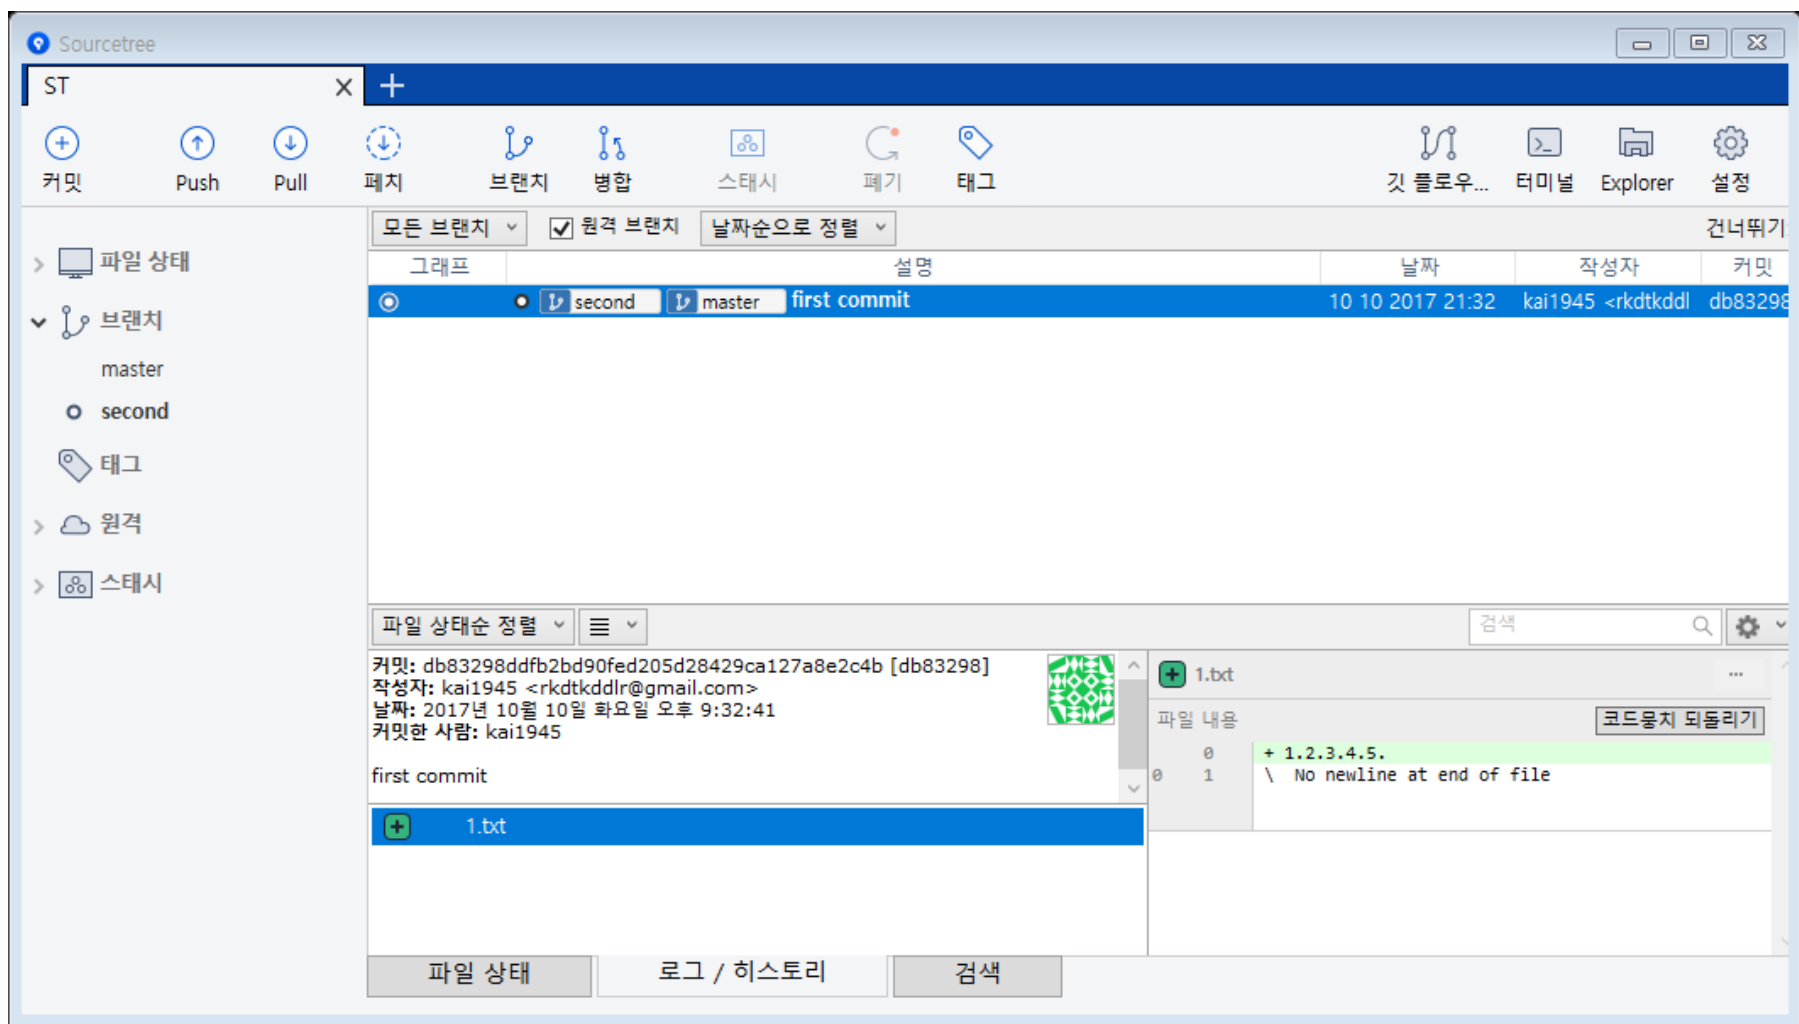 Sourcetree
ST
커밋 Push Pull 페치 브랜치 병합 스태시 폐기 태그 깃 플로우... 터미널 Explorer 설정
모든 브랜치 원격 브랜치 날짜순으로 정렬 건너뛰기
파일 상태
브랜치
master
second
태그
원격
스태시
그래프 설명 날짜 작성자 커밋
second master first commit 10 10 2017 21:32 kai1945 <rkdtkddl db83298
파일 상태순 정렬 검색
커밋: db83298ddfb2bd90fed205d28429ca127a8e2c4b [db83298]
작성자: kai1945 <rkdtkddlr@gmail.com>
날짜: 2017년 10월 10일 화요일 오후 9:32:41
커밋한 사람: kai1945
first commit
1.txt
1.txt ...
파일 내용 코드뭉치 되돌리기
0 + 1.2.3.4.5.
0 1 \ No newline at end of file
파일 상태 로그 / 히스토리 검색